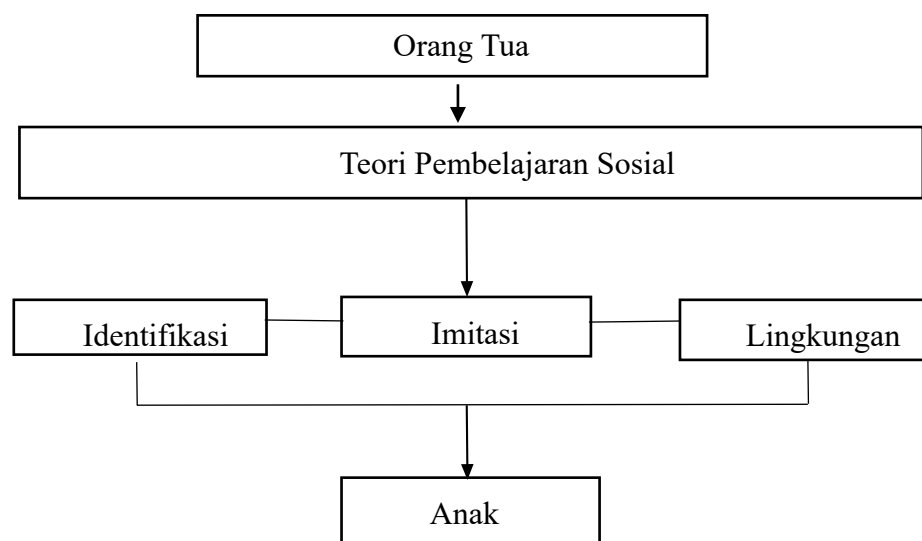 Orang Tua
Teori Pembelajaran Sosial
Identifikasi
Imitasi
Lingkungan
Anak